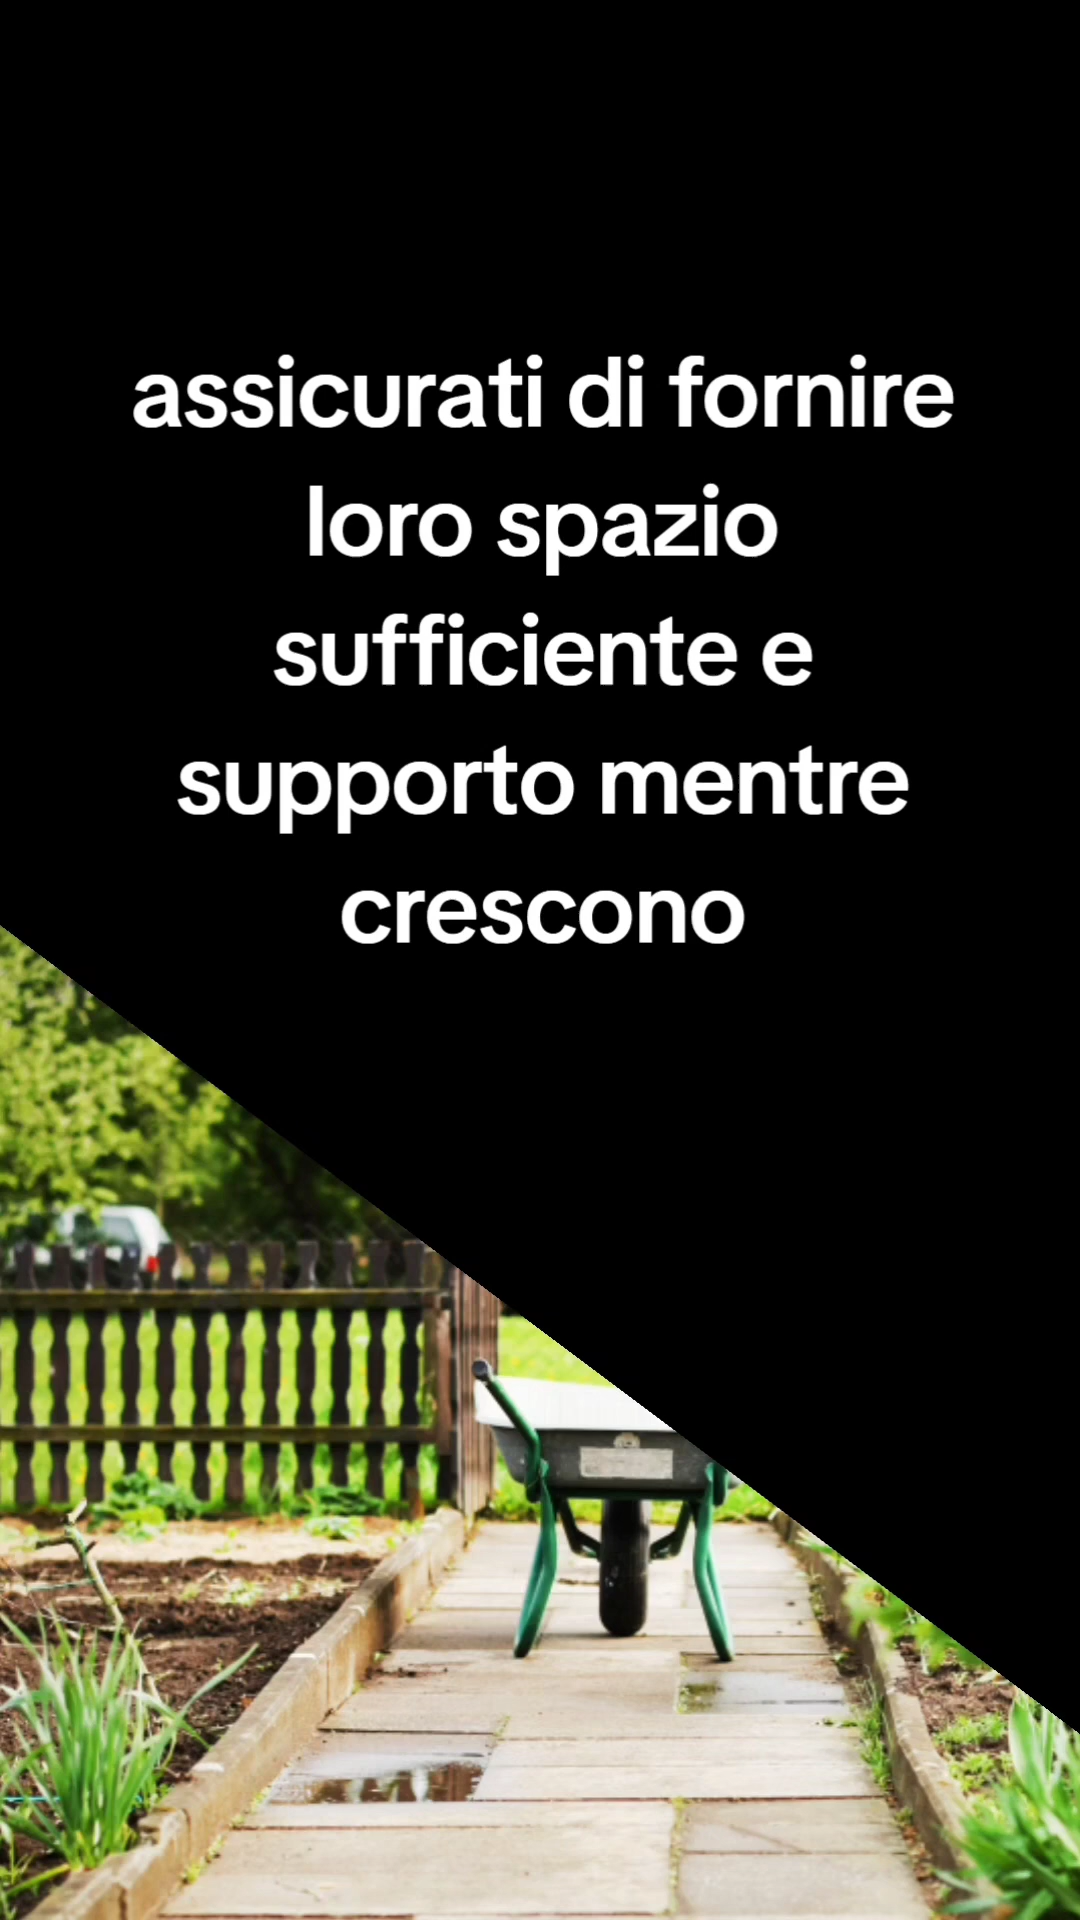 assicurati di fornire
loro spazio
sufficiente e
supporto mentre
crescono